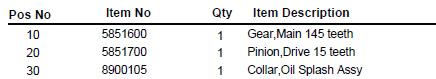 Pos No Item No Qty Item Description
10 5851600 1 Gear,Main 145 teeth
20 5851700 1 Pinion,Drive 15 teeth
30 8900105 1 Collar,Oil Splash Assy